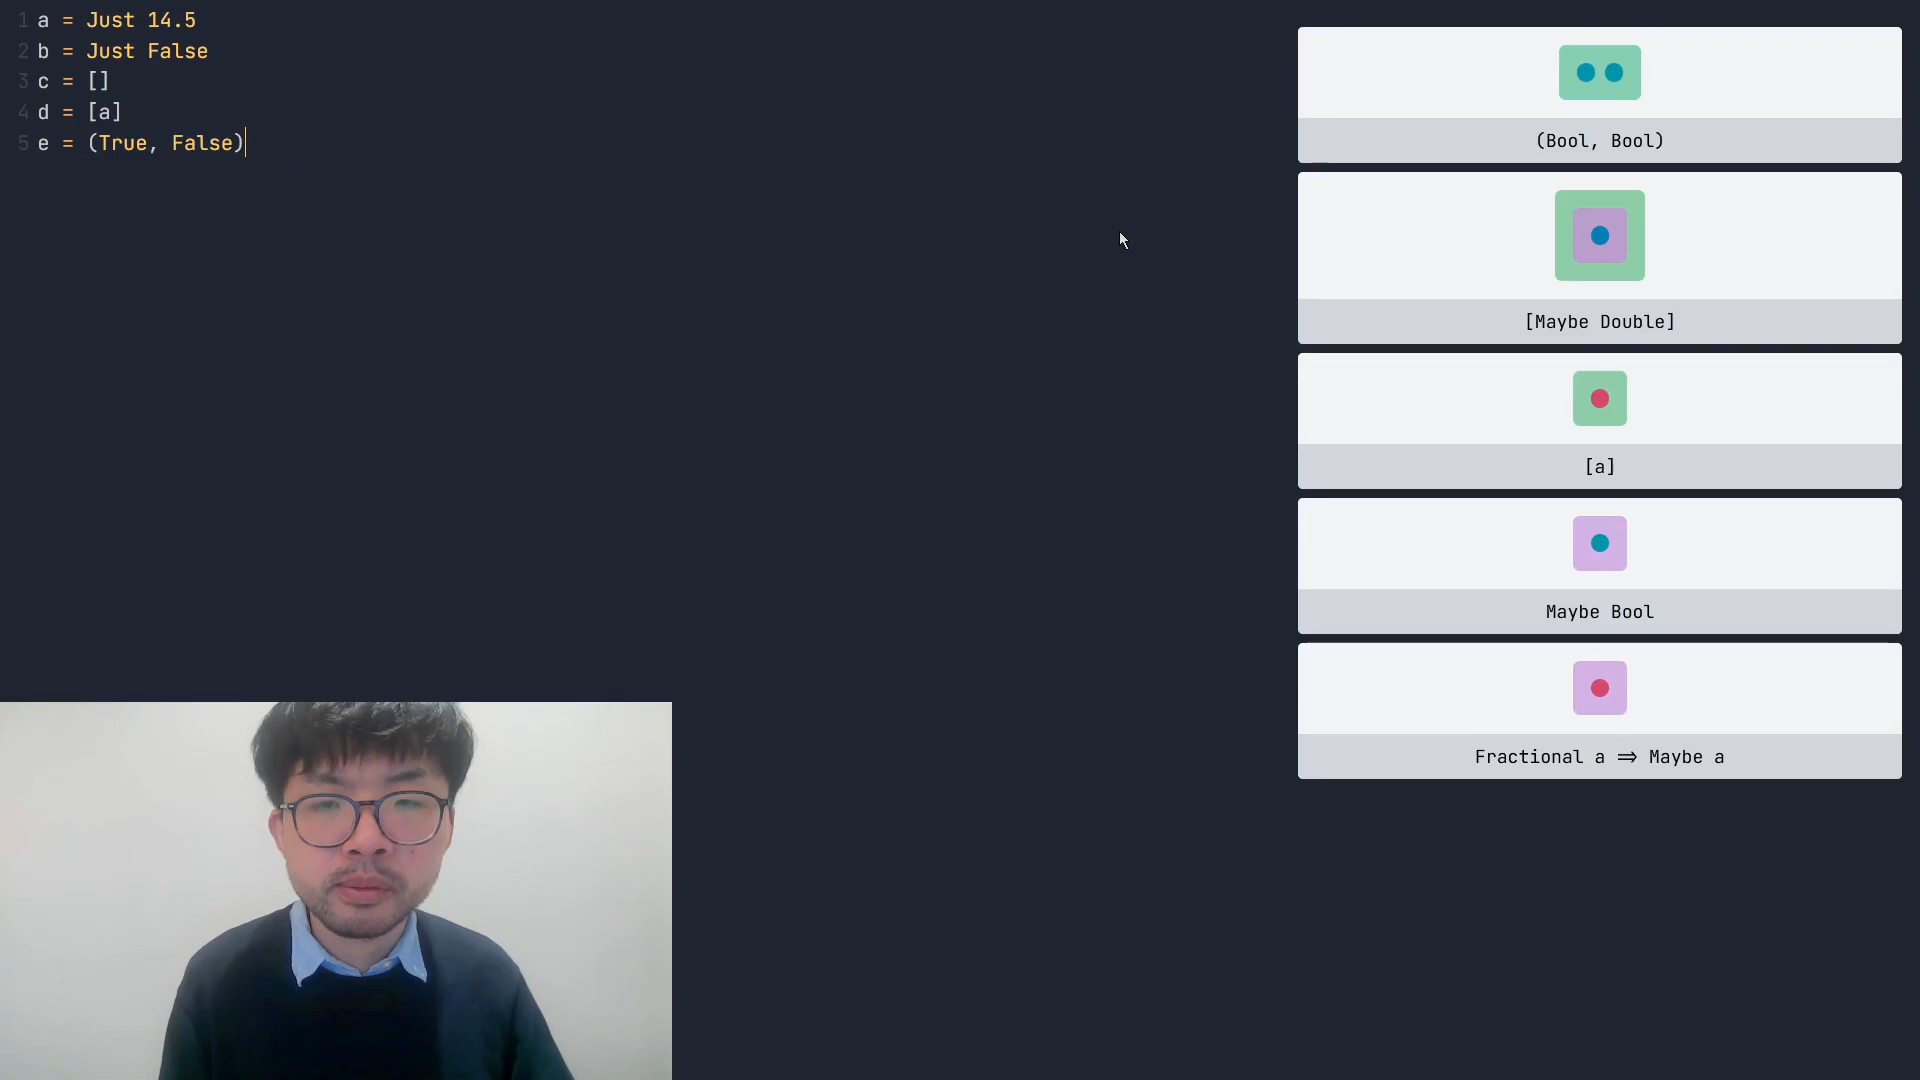 1 a = Just 14.5
2 b = Just False
3 c = []
4 d = [a]
5 e = (True, False)
(Bool, Bool)
[Maybe Double]
[a]
Maybe Bool
Fractional a ⇒ Maybe a